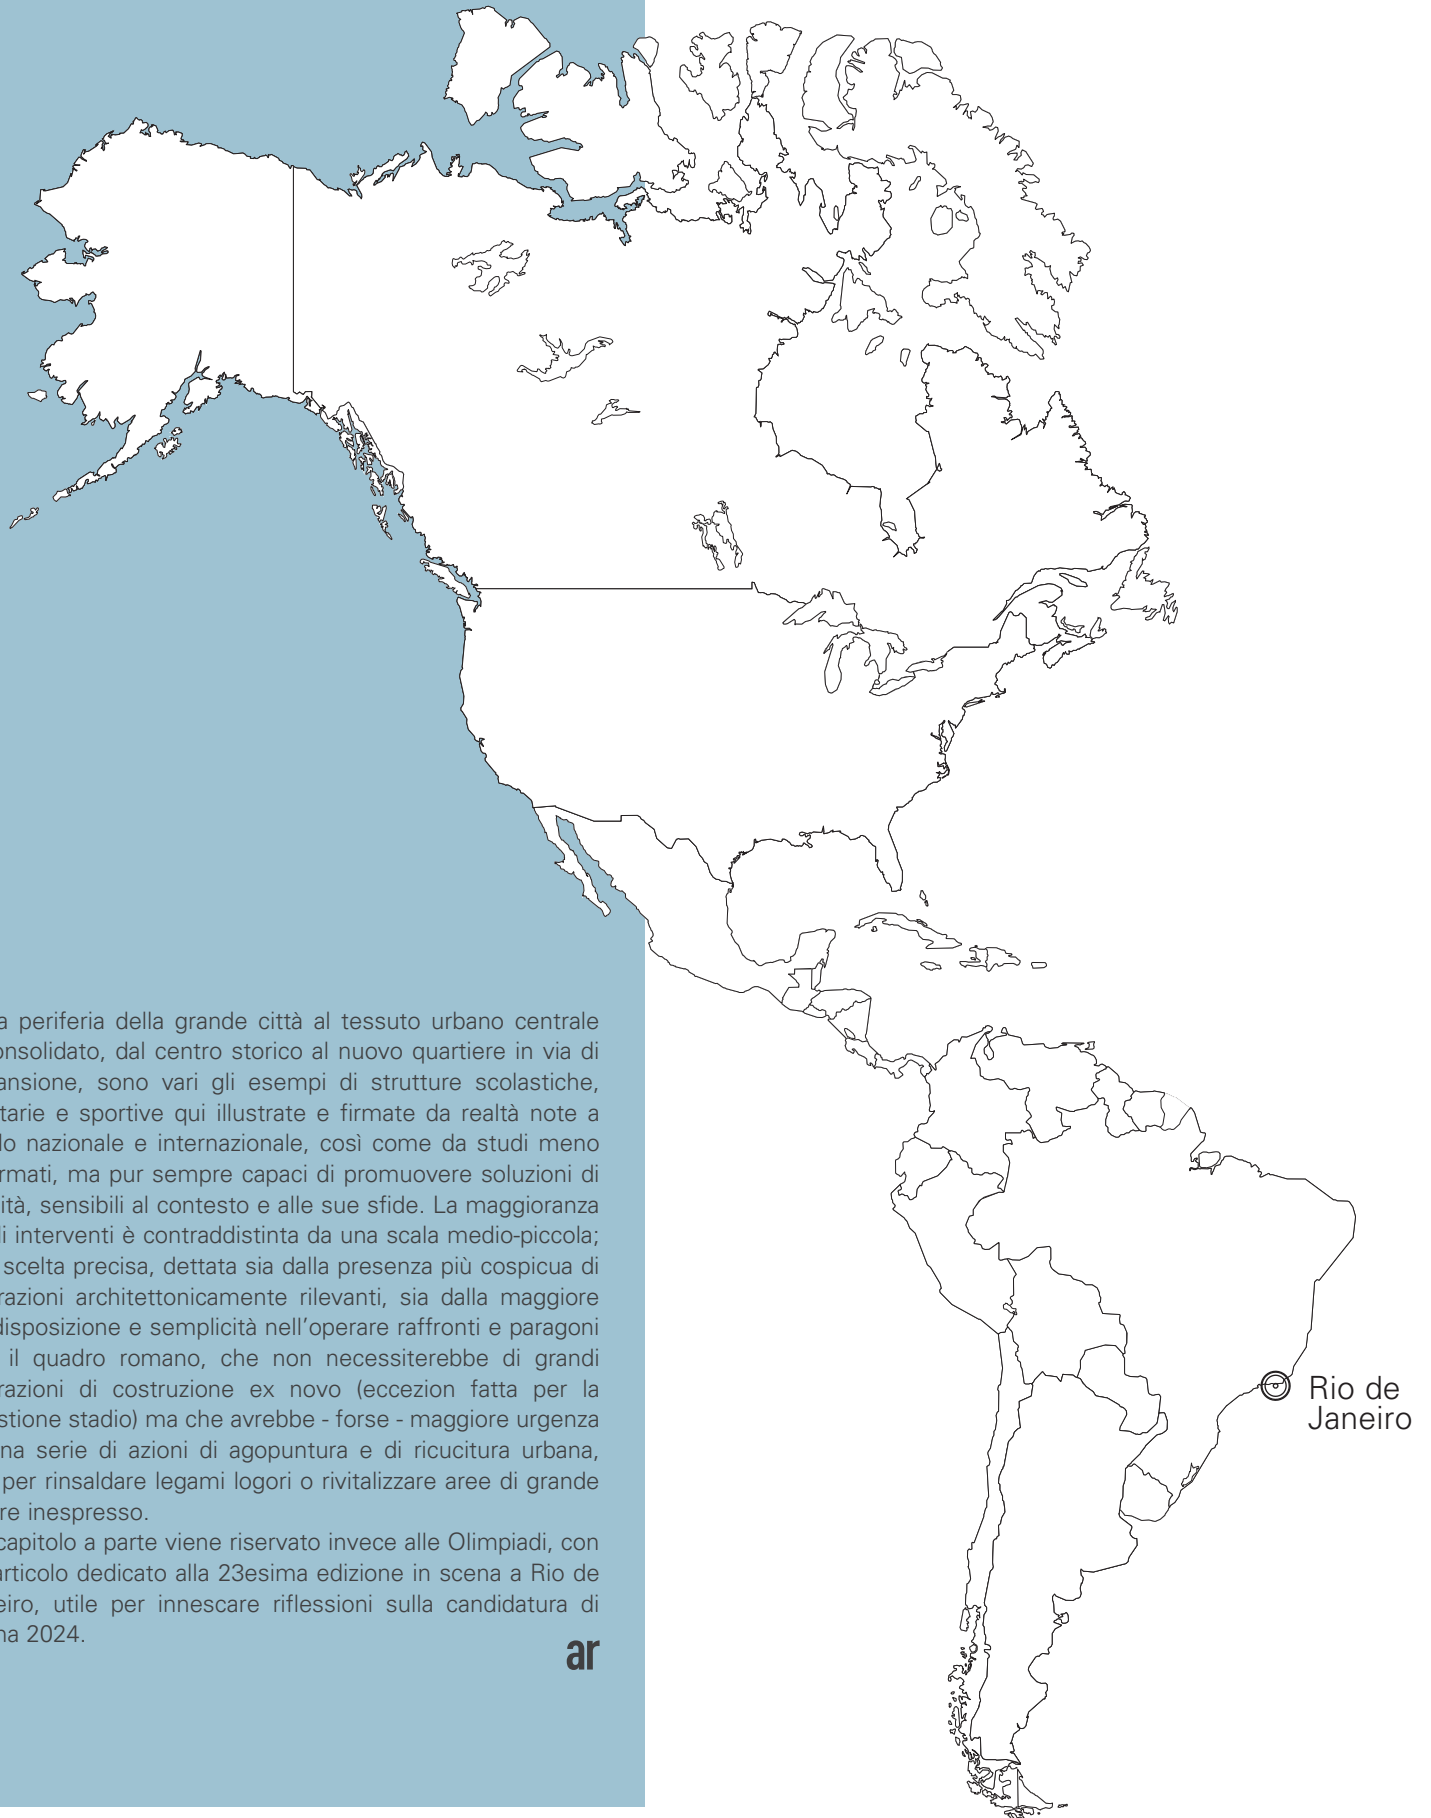 a periferia della grande città al tessuto urbano centrale
onsolidato, dal centro storico al nuovo quartiere in via di
ansione, sono vari gli esempi di strutture scolastiche,
tarie e sportive qui illustrate e firmate da realtà note a
lo nazionale e internazionale, così come da studi meno
rmati, ma pur sempre capaci di promuovere soluzioni di
ità, sensibili al contesto e alle sue sfide. La maggioranza
li interventi è contraddistinta da una scala medio-piccola;
scelta precisa, dettata sia dalla presenza più cospicua di
razioni architettonicamente rilevanti, sia dalla maggiore
disposizione e semplicità nell'operare raffronti e paragoni
il quadro romano, che non necessiterebbe di grandi
razioni di costruzione ex novo (eccezion fatta per la
stione stadio) ma che avrebbe - forse - maggiore urgenza
na serie di azioni di agopuntura e di ricucitura urbana,
per rinsaldare legami logori o rivitalizzare aree di grande
re inespresso.
capitolo a parte viene riservato invece alle Olimpiadi, con
articolo dedicato alla 23esima edizione in scena a Rio de
eiro, utile per innescare riflessioni sulla candidatura di
na 2024.
ar
Rio de
Janeiro